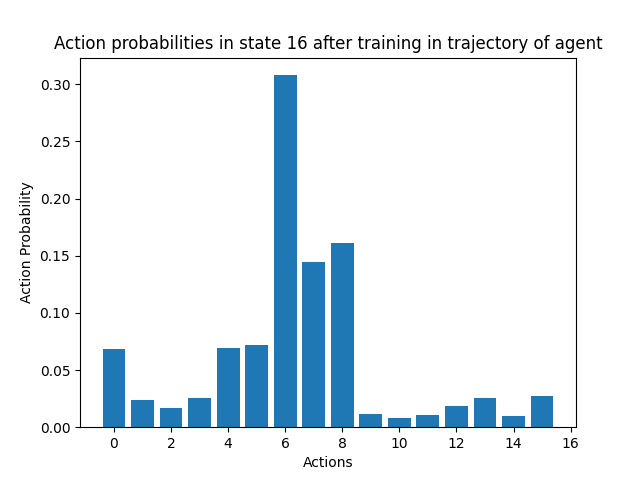 Action probabilities in state 16 after training in trajectory of agent
0.30
0.25
0.20
0.15
0.10
0.05
0.00
Action Probability
0 2 4 6 8 10 12 14 16
Actions